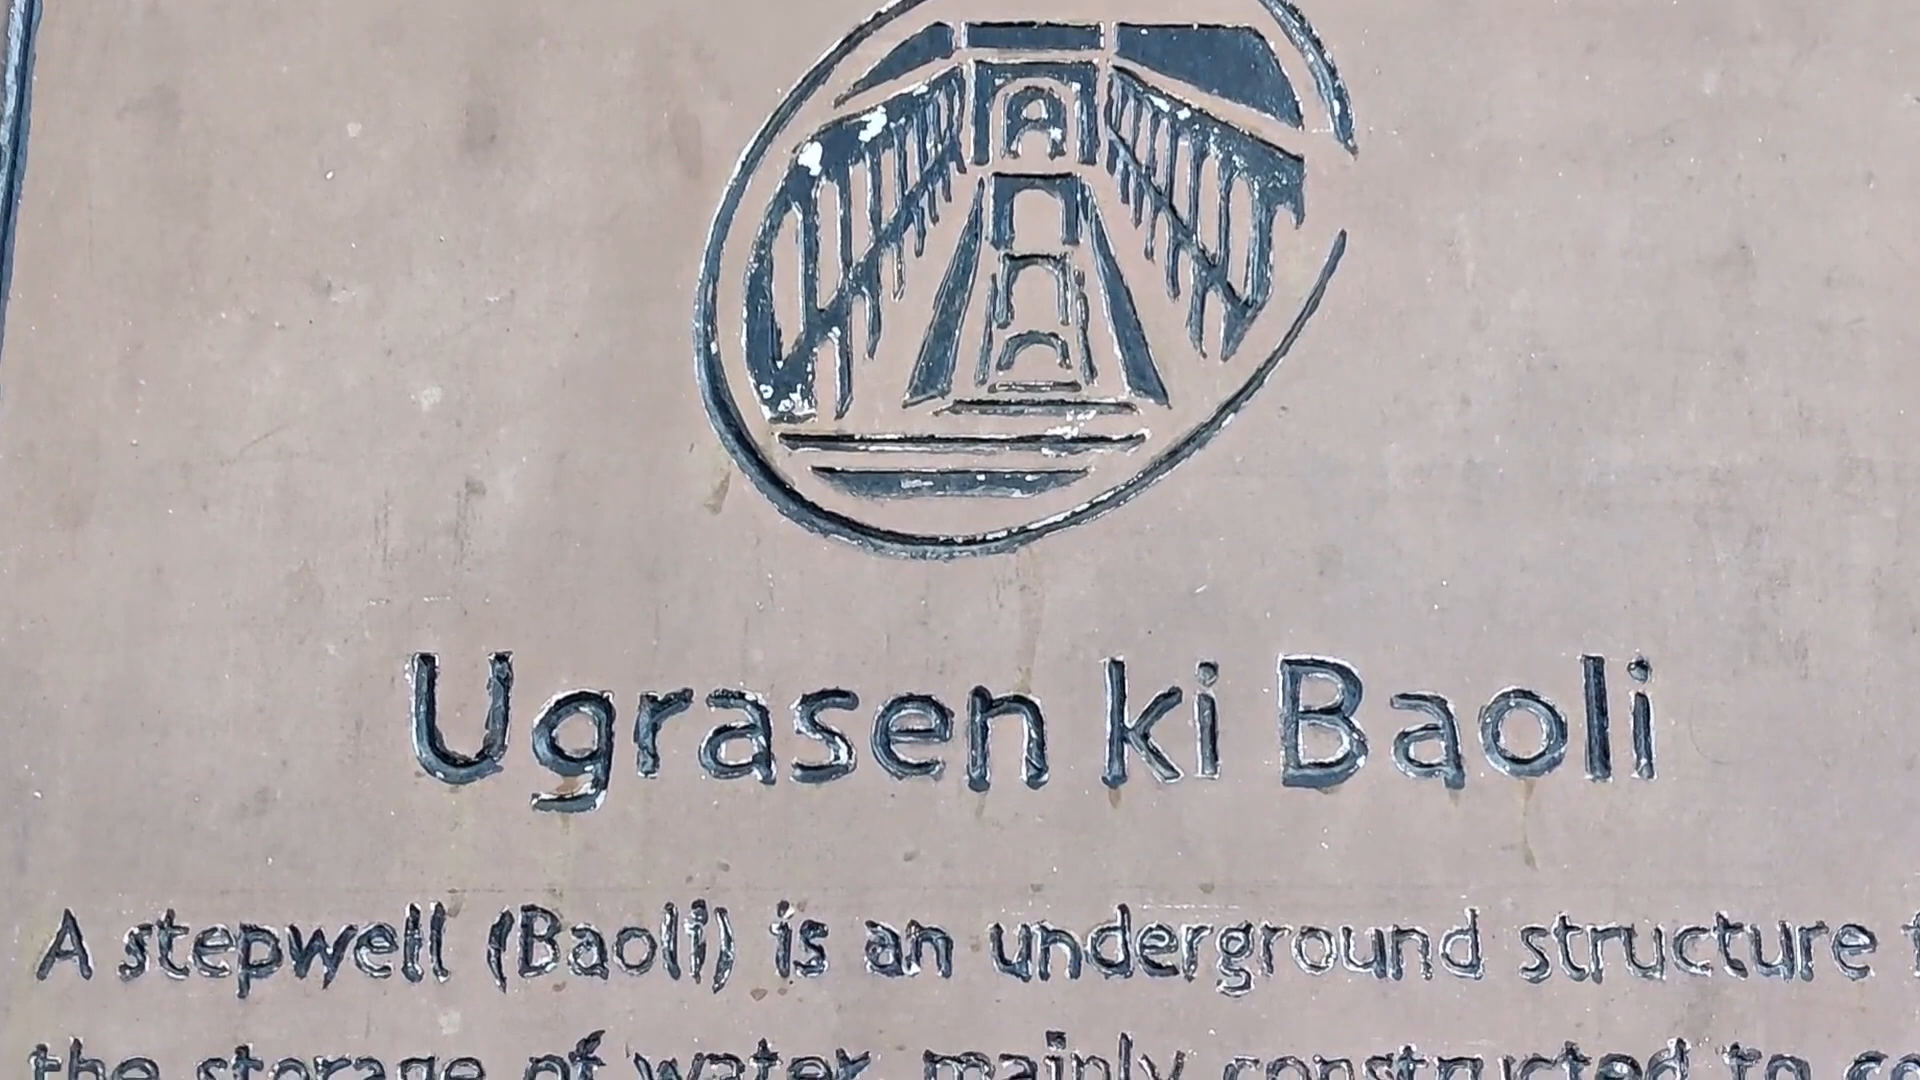 Ugrasen ki Baoli
A stepwell (Baoli) is an underground structure
the storage of water, mainly constructed to